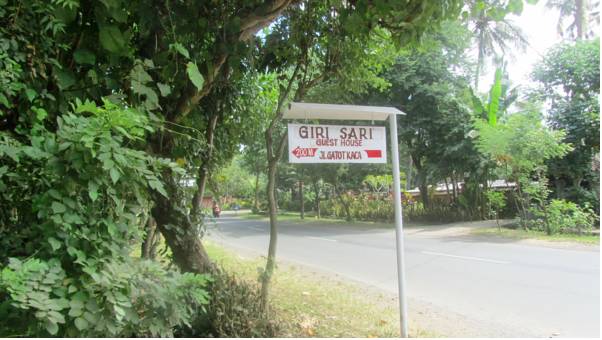 GIRI SARI
GUEST HOUSE
200 M JL.GATOT KACA